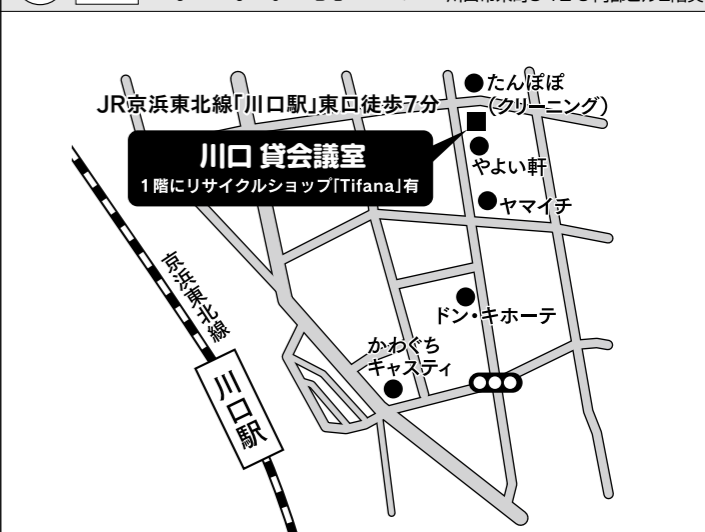 JR京浜東北線「川口駅」東口徒歩7分
川口 貸会議室
1階にリサイクルショップ「Tifana」有
たんぽぽ
(クリーニング)
やよい軒
ヤマイチ
京浜東北線
ドン・キホーテ
かわぐち
キャスティ
川口駅